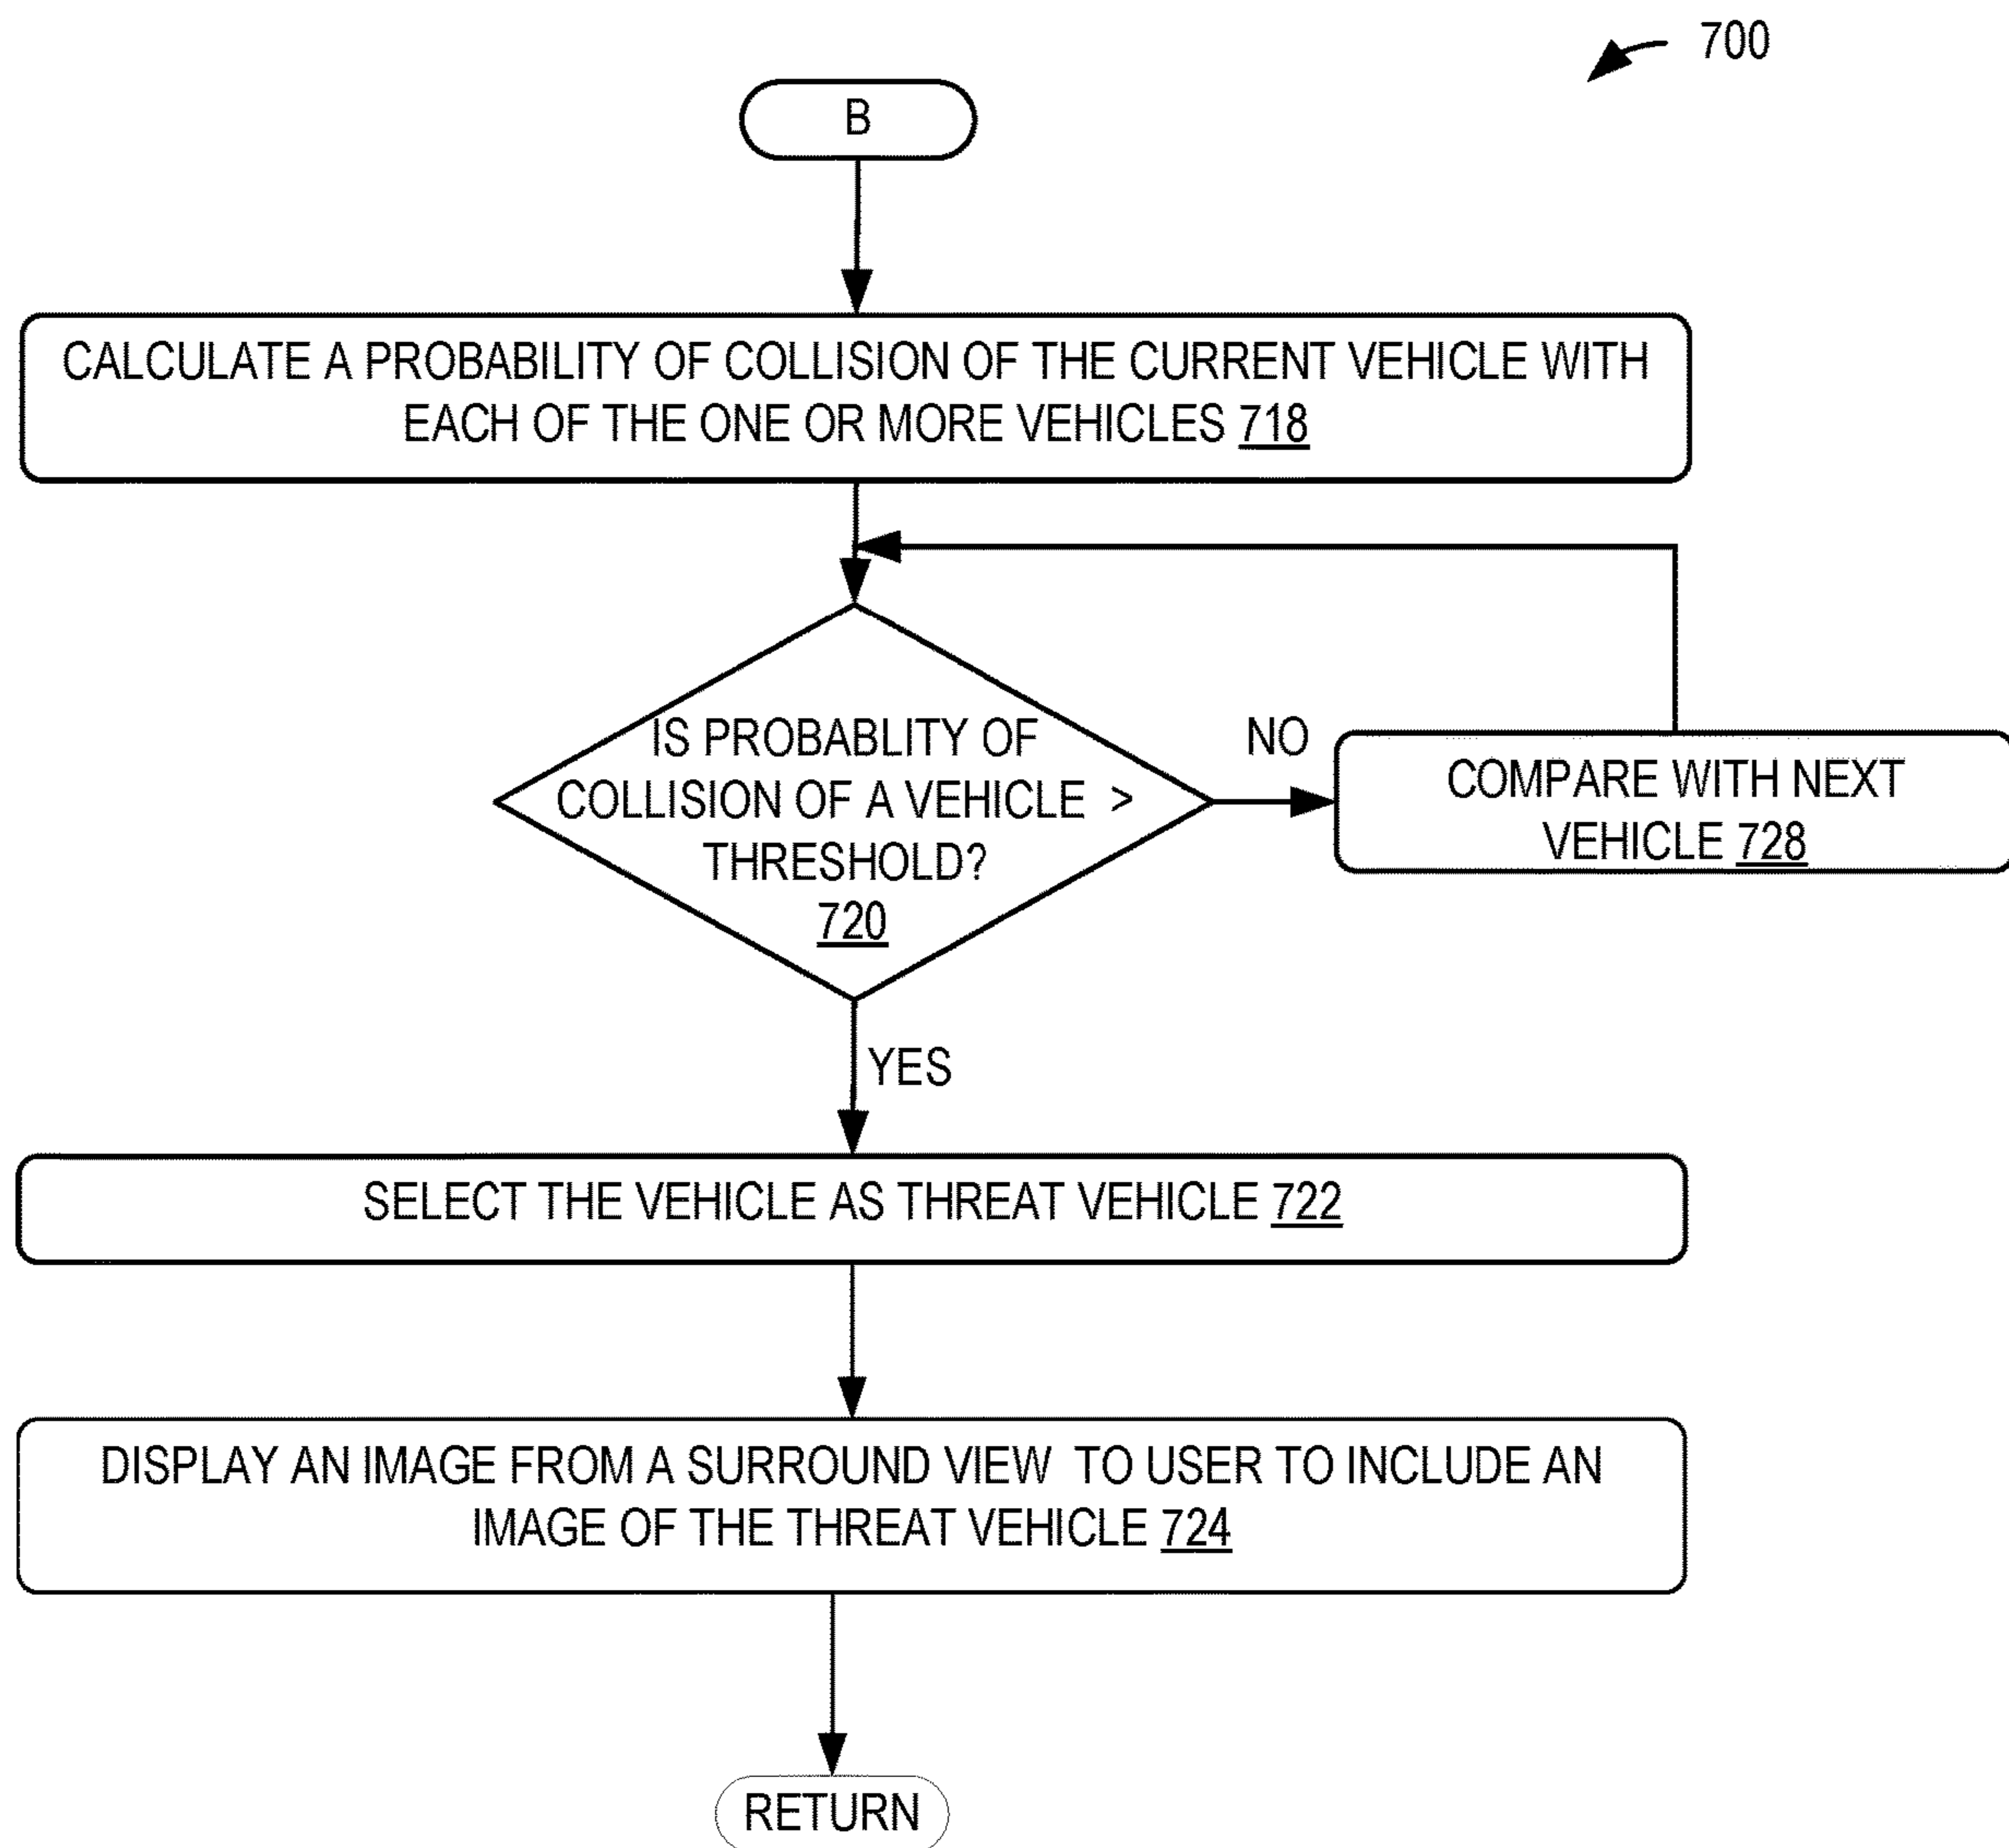 700
B
CALCULATE A PROBABILITY OF COLLISION OF THE CURRENT VEHICLE WITH
EACH OF THE ONE OR MORE VEHICLES 718
IS PROBABLITY OF
COLLISION OF A VEHICLE >
THRESHOLD?
720
NO
COMPARE WITH NEXT
VEHICLE 728
YES
SELECT THE VEHICLE AS THREAT VEHICLE 722
DISPLAY AN IMAGE FROM A SURROUND VIEW TO USER TO INCLUDE AN
IMAGE OF THE THREAT VEHICLE 724
RETURN